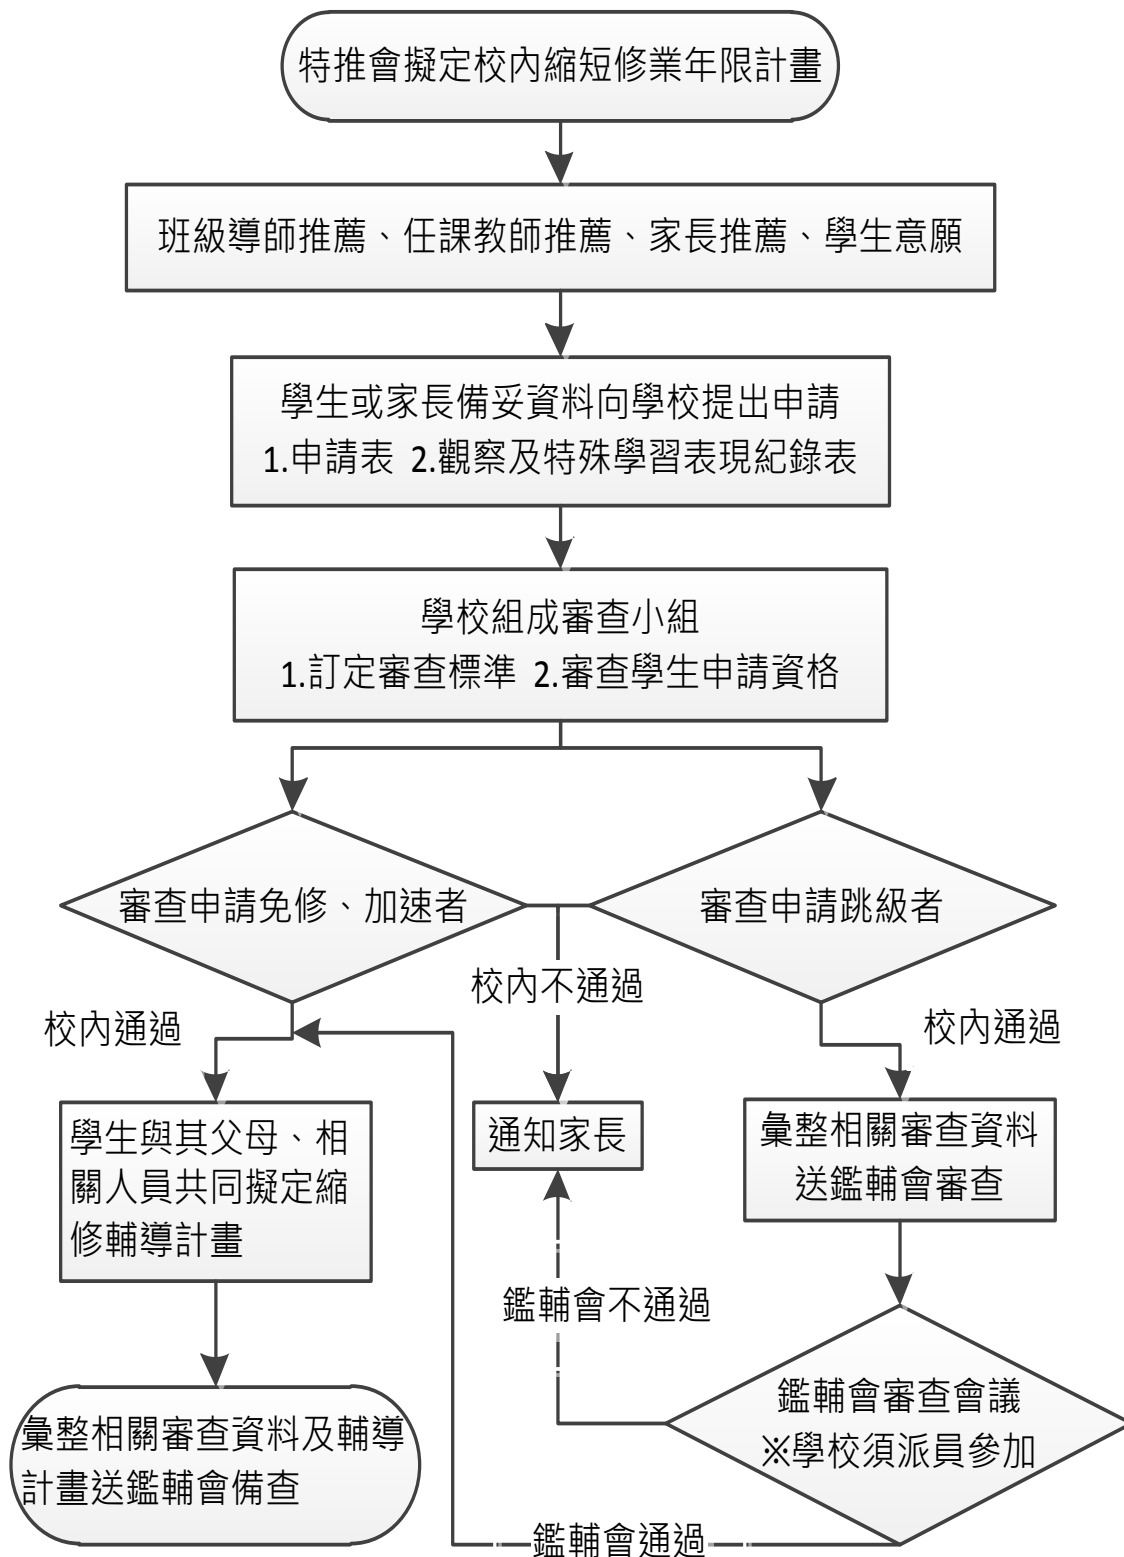 特推會擬定校內縮短修業年限計畫
班級導師推薦、任課教師推薦、家長推薦、學生意願
學生或家長備妥資料向學校提出申請
1.申請表 2.觀察及特殊學習表現紀錄表
學校組成審查小組
1.訂定審查標準 2.審查學生申請資格
審查申請免修、加速者
審查申請跳級者
校內不通過
校內通過
校內通過
學生與其父母、相
關人員共同擬定縮
修輔導計畫
通知家長
彙整相關審查資料
送鑑輔會審查
鑑輔會不通過
鑑輔會審查會議
※學校須派員參加
彙整相關審查資料及輔導
計畫送鑑輔會備查
鑑輔會通過